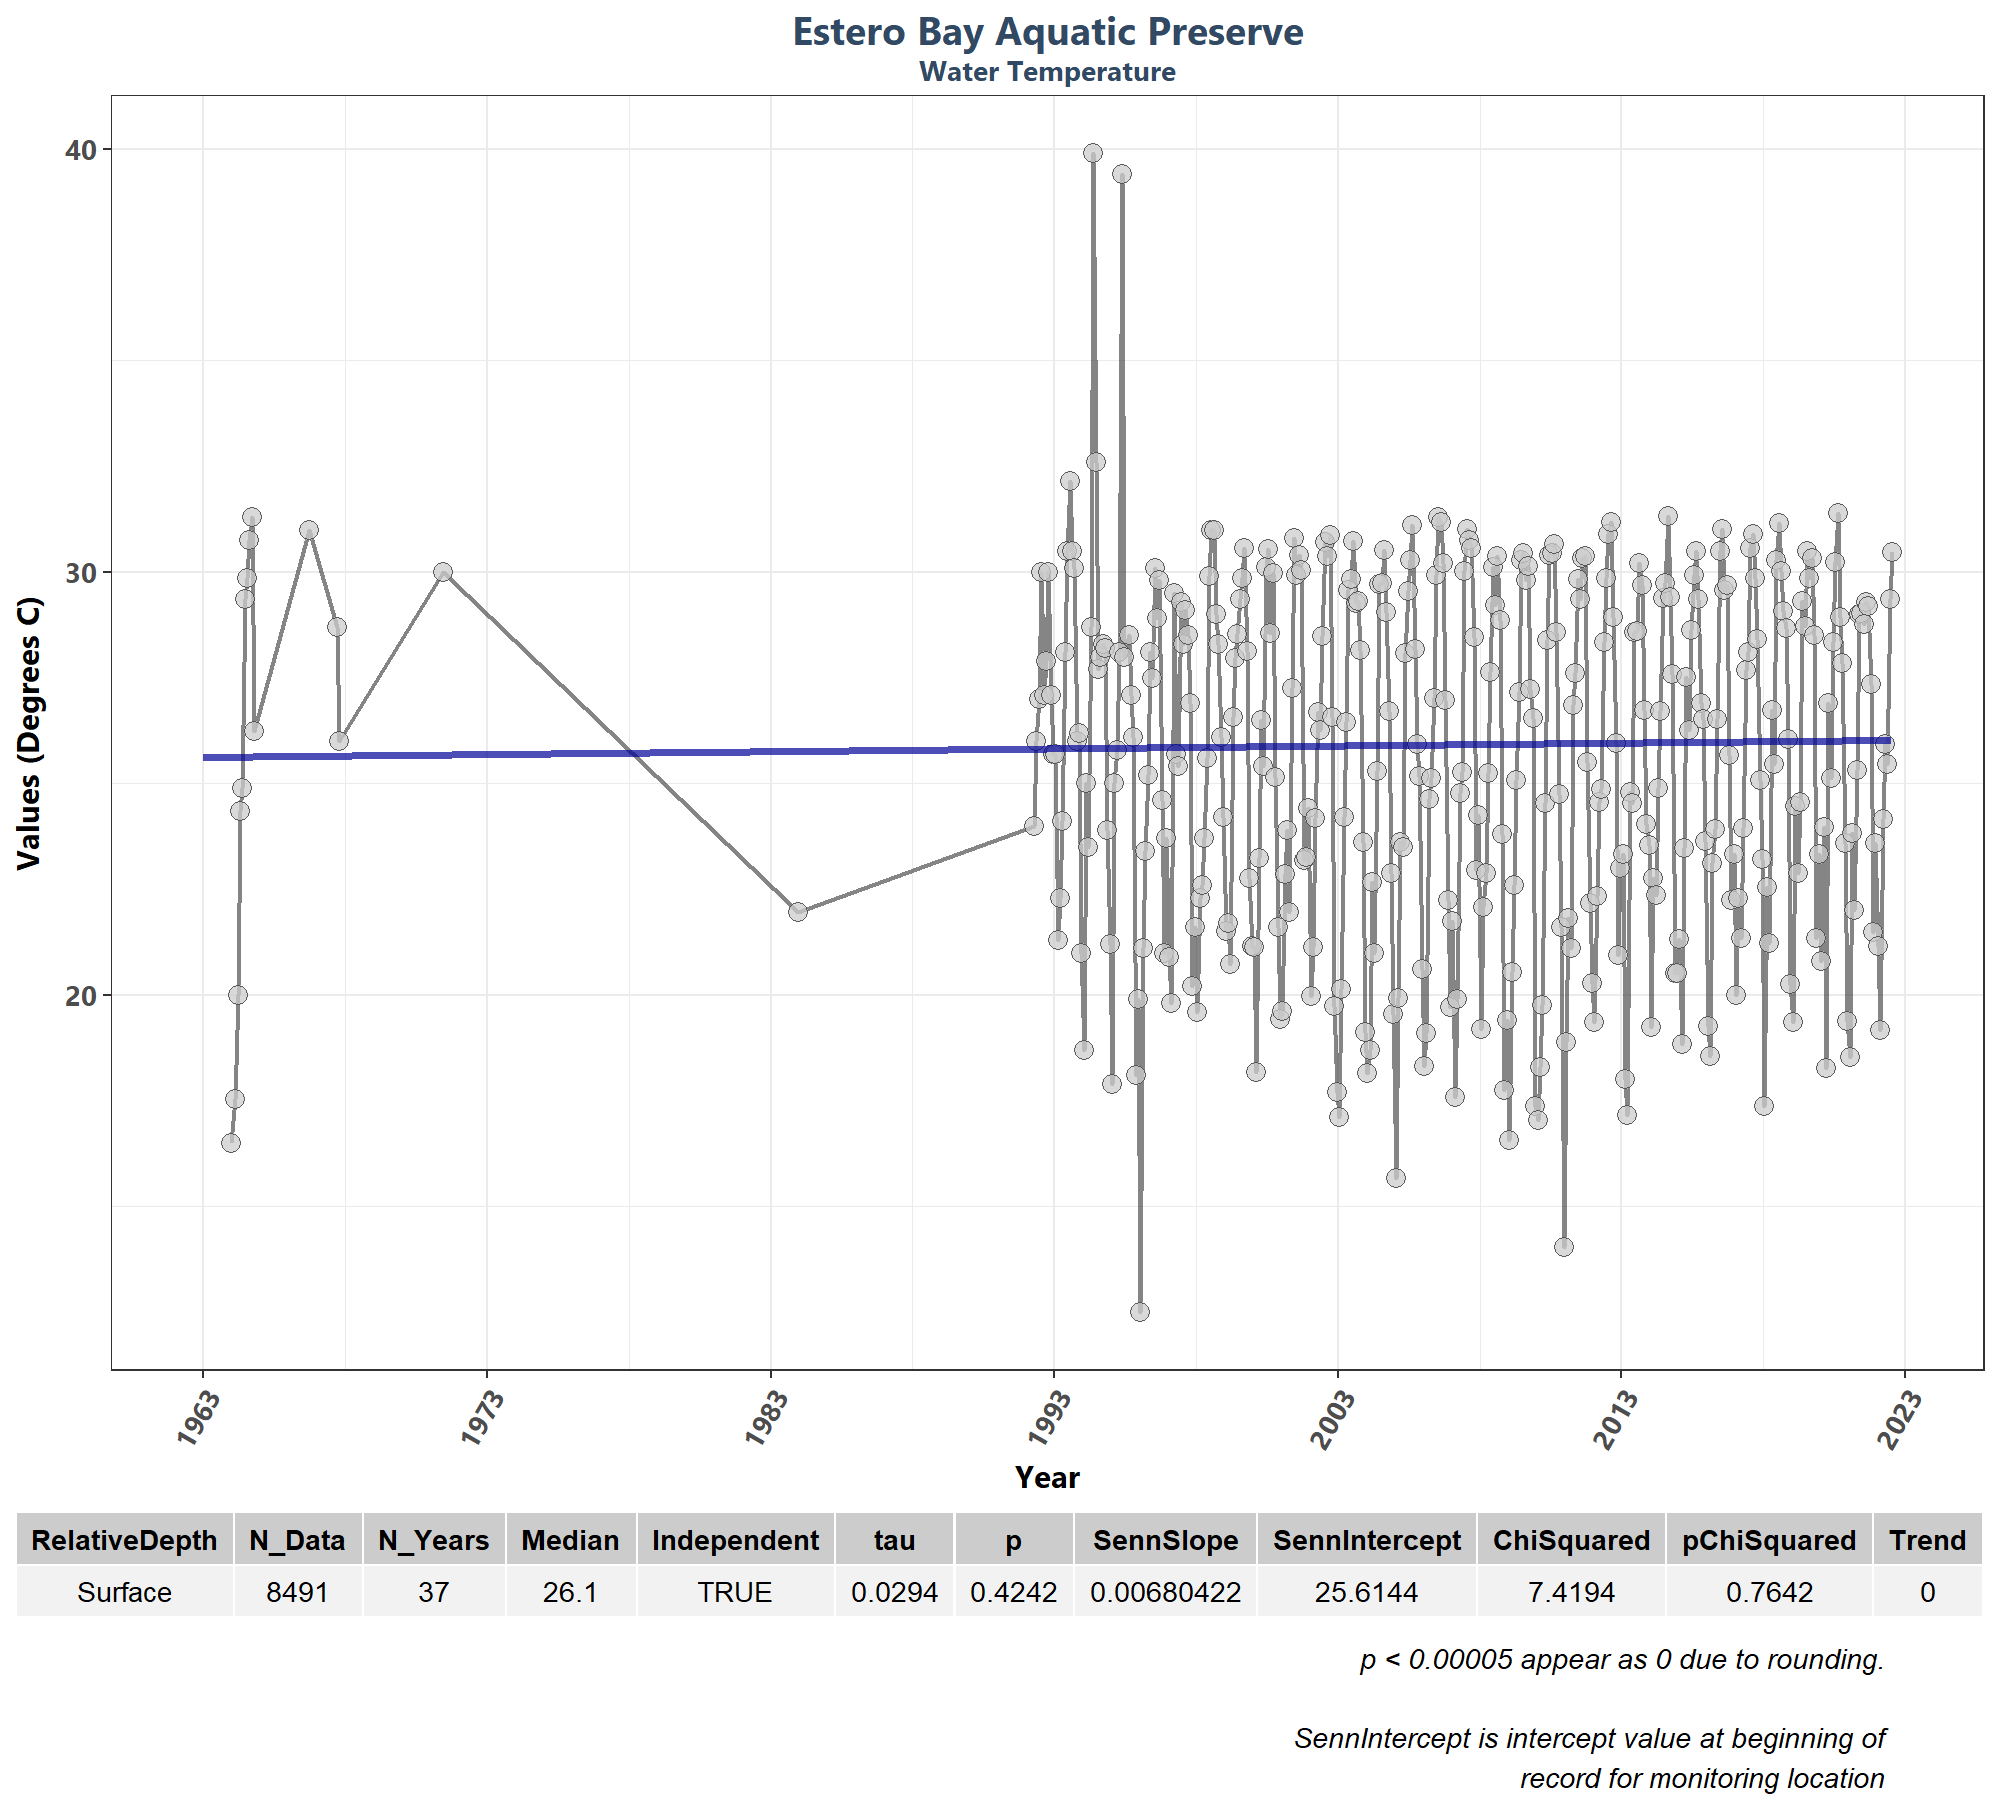 Estero Bay Aquatic Preserve
Water Temperature
Values (Degrees C)
40
30
20
1963
1973
1983
1993
2003
2013
2023
Year
RelativeDepth N_Data N_Years Median Independent tau p SennSlope SennIntercept ChiSquared pChiSquared Trend
Surface 8491 37 26.1 TRUE 0.0294 0.4242 0.00680422 25.6144 7.4194 0.7642 0
p < 0.00005 appear as 0 due to rounding.
SennIntercept is intercept value at beginning of
record for monitoring location